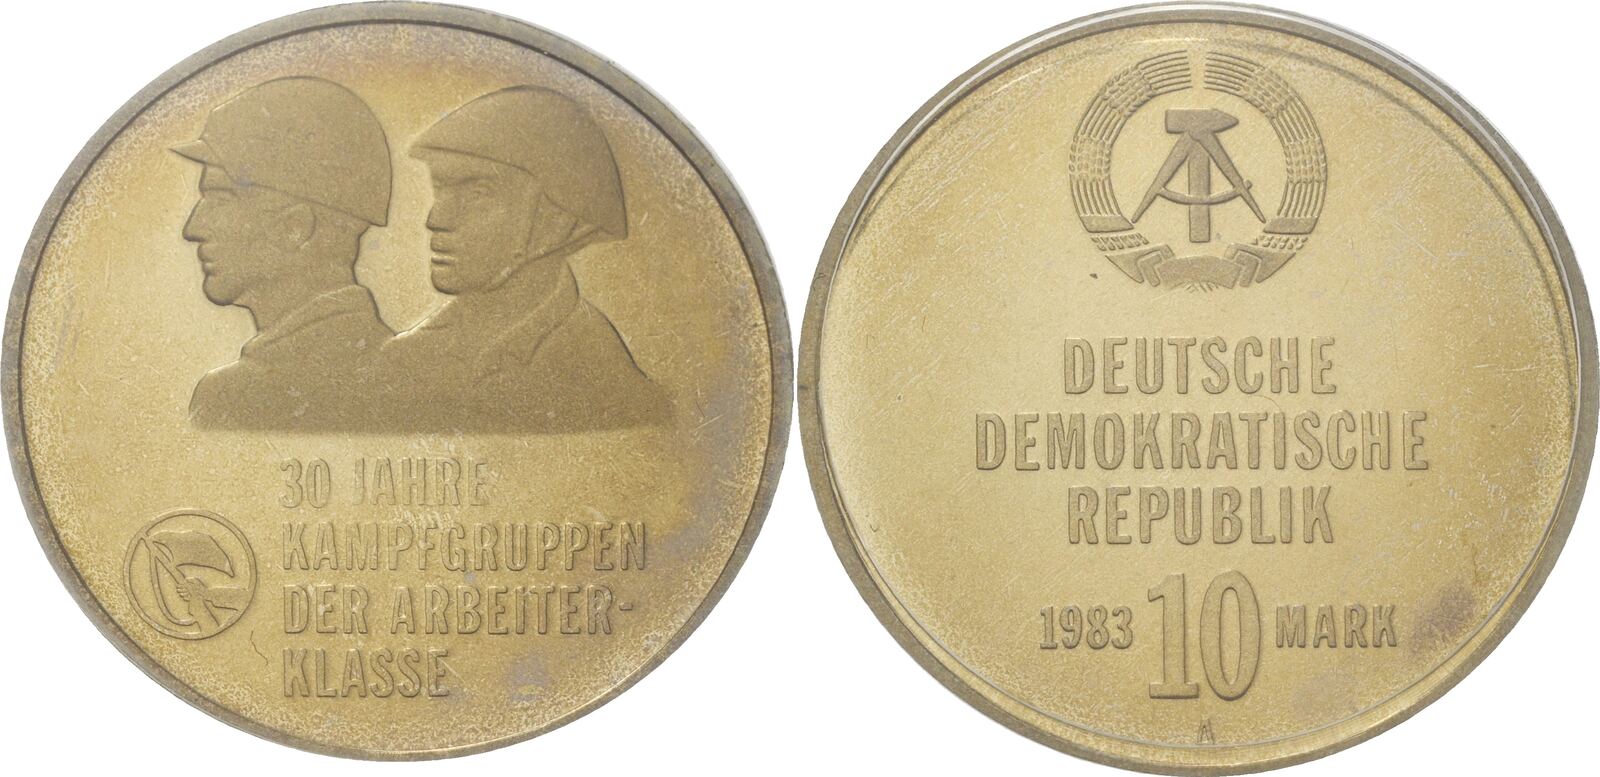 30 JAHRE
KAMPFGRUPPEN
DER ARBEITER-
KLASSE
DEUTSCHE
DEMOKRATISCHE
REPUBLIK
1983 10 MARK
A